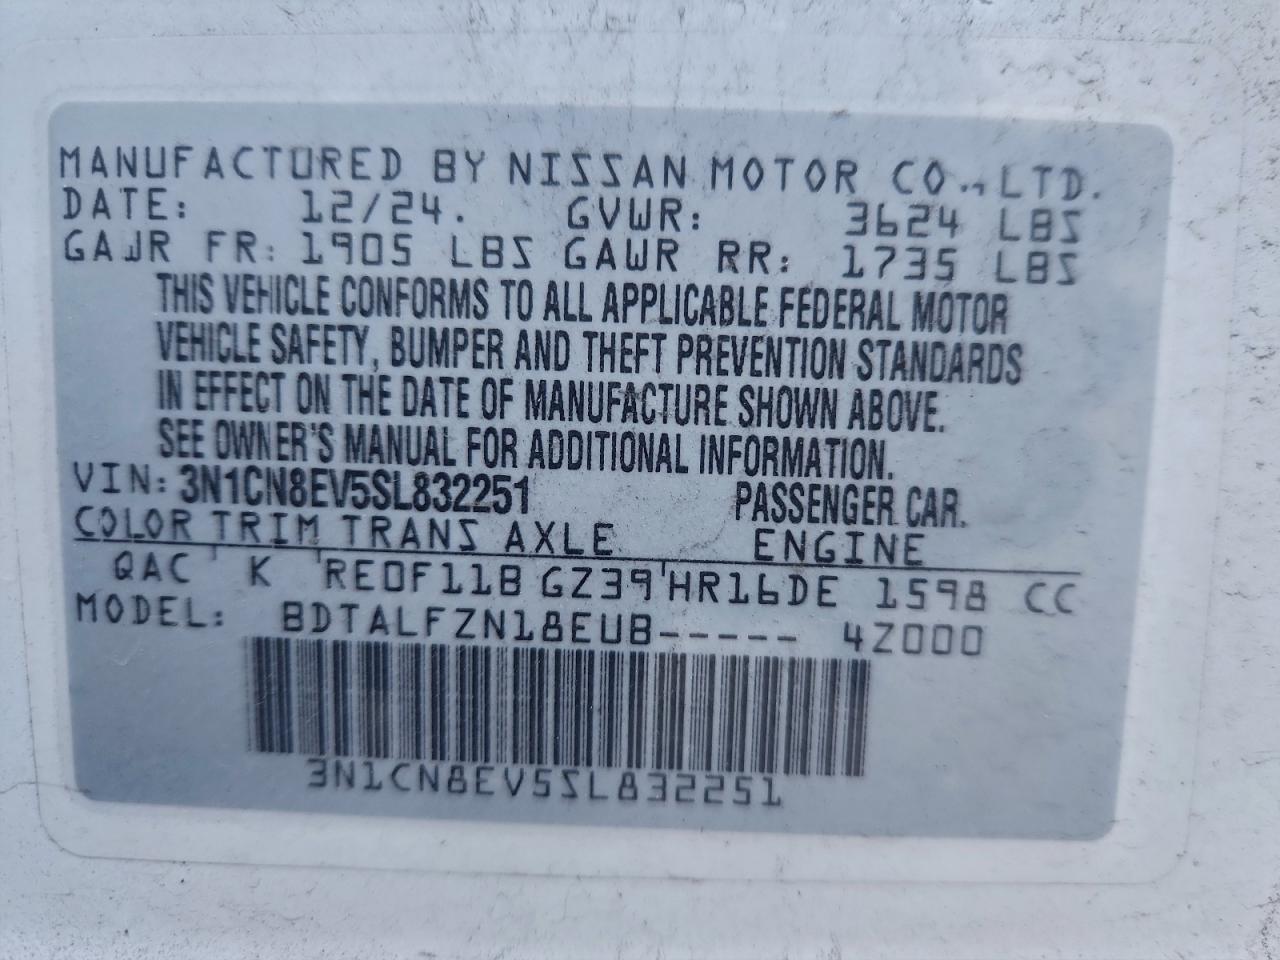 MANUFACTURED BY NISSAN MOTOR CO., LTD.
DATE: 12/24. GVWR: 3624 LBS
GAWR FR: 1905 LBS GAWR RR: 1735 LBS
THIS VEHICLE CONFORMS TO ALL APPLICABLE FEDERAL MOTOR
VEHICLE SAFETY, BUMPER AND THEFT PREVENTION STANDARDS
IN EFFECT ON THE DATE OF MANUFACTURE SHOWN ABOVE.
SEE OWNER'S MANUAL FOR ADDITIONAL INFORMATION.
VIN: 3N1CN8EV5SL832251 PASSENGER CAR.
COLOR TRIM TRANS AXLE ENGINE
QAC ' K ' RE0F11B GZ39 ' HR16DE 1598 CC
MODEL: BDTALFZN18EUB----- 4Z000
3N1CN8EV5SL832251